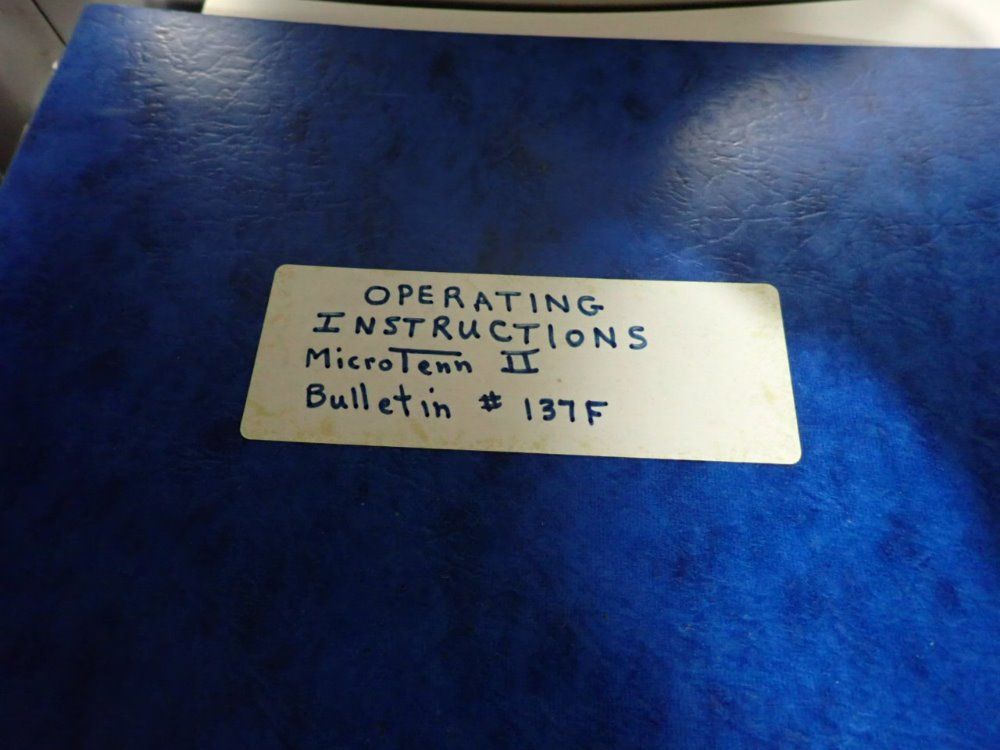 OPERATING
INSTRUCTIONS
MicroTenn II
Bulletin # 137F